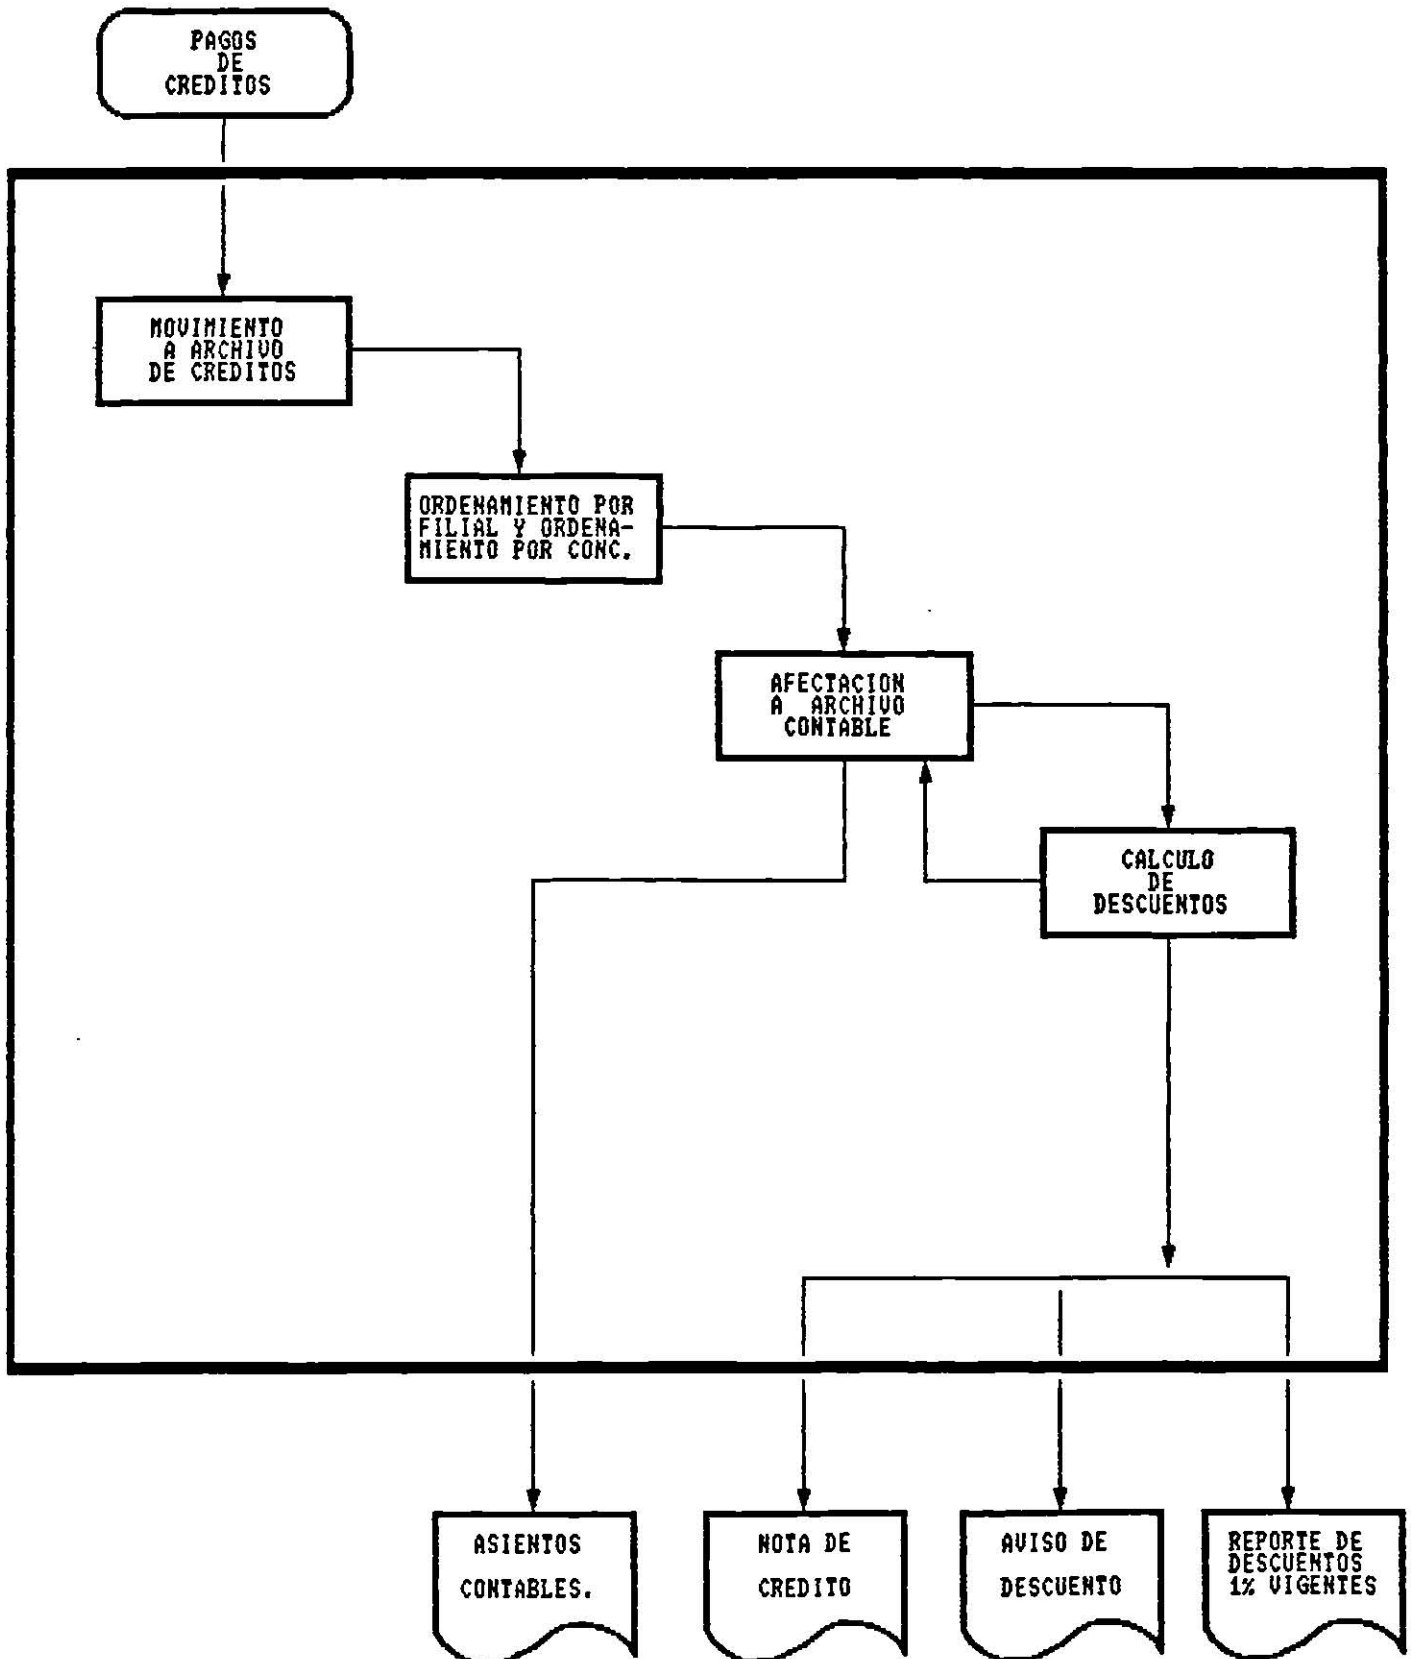 PAGOS
DE
CREDITOS
MOVIMIENTO
A ARCHIVO
DE CREDITOS
ORDENAMIENTO POR
FILIAL Y ORDENA-
MIENTO POR CONC.
AFECTACION
A ARCHIVO
CONTABLE
CALCULO
DE
DESCUENTOS
ASIENTOS
CONTABLES.
NOTA DE
CREDITO
AVISO DE
DESCUENTO
REPORTE DE
DESCUENTOS
1% VIGENTES